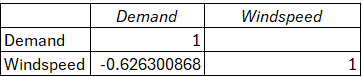 Demand Windspeed
Demand 1
Windspeed -0.626300868 1